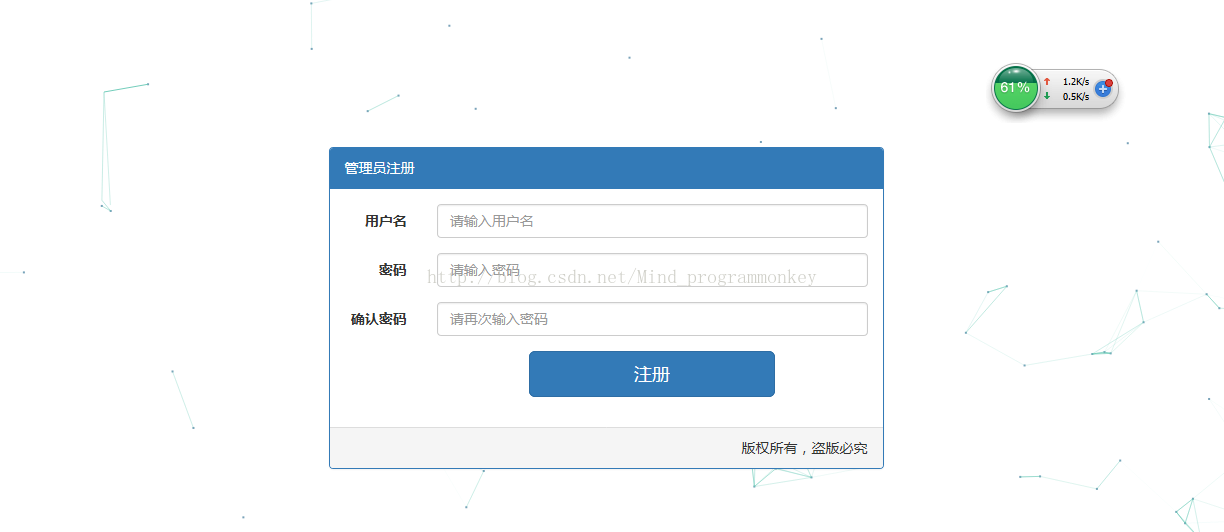 61%
1.2K/s
0.5K/s
管理员注册
用户名
请输入用户名
密码
请输入密码
http://blog.csdn.net/Mind_programmonkey
确认密码
请再次输入密码
注册
版权所有，盗版必究